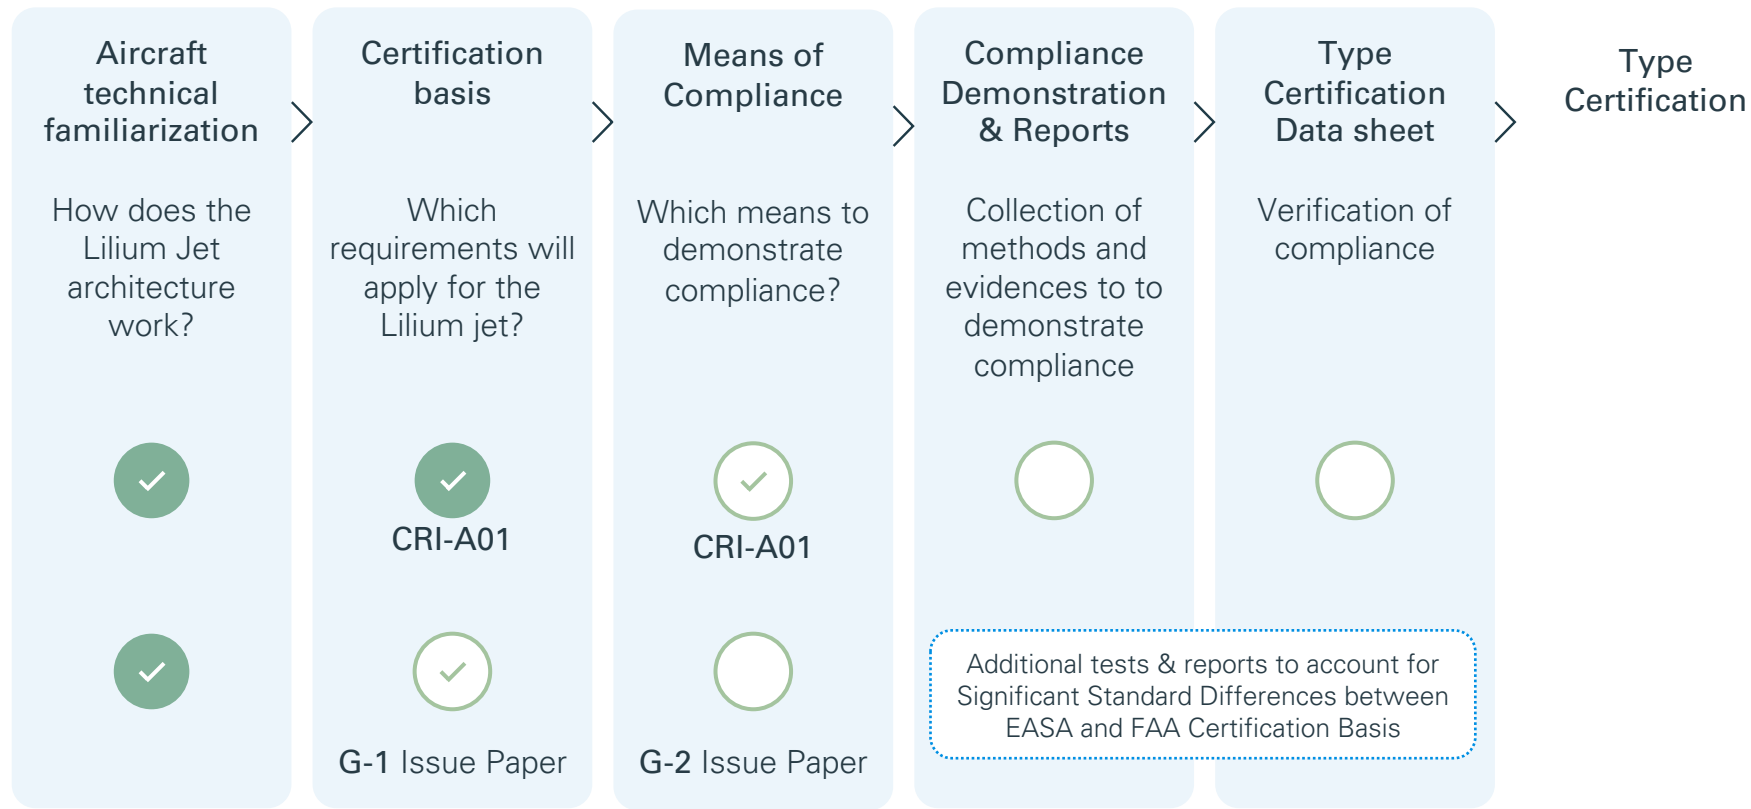 Aircraft
technical
familiarization
Certification
basis
Means of
Compliance
Compliance
Demonstration
& Reports
Type
Certification
Data sheet
Type
Certification
How does the
Lilium Jet
architecture
work?
Which
requirements will
apply for the
Lilium jet?
Which means to
demonstrate
compliance?
Collection of
methods and
evidences to to
demonstrate
compliance
Verification of
compliance
CRI-A01
CRI-A01
G-1 Issue Paper
G-2 Issue Paper
Additional tests & reports to account for
Significant Standard Differences between
EASA and FAA Certification Basis